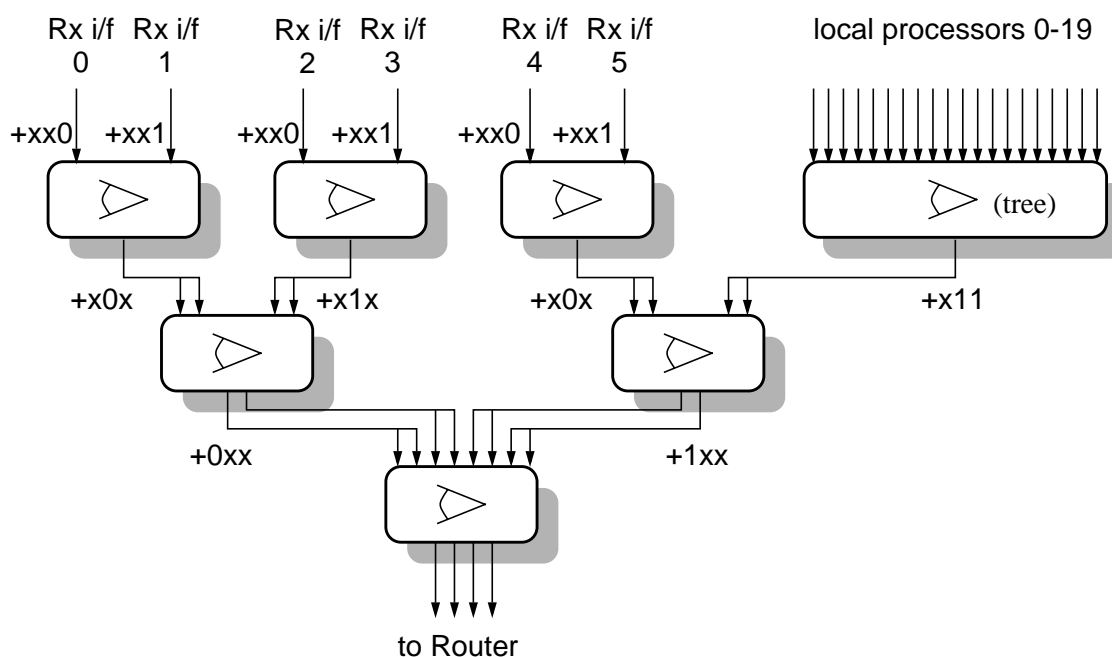 Rx i/f Rx i/f Rx i/f Rx i/f Rx i/f Rx i/f local processors 0-19
0 1 2 3 4 5
+xx0 +xx1 +xx0 +xx1 +xx0 +xx1
(tree)
+x0x +x1x +x0x +x11
+0xx +1xx
to Router